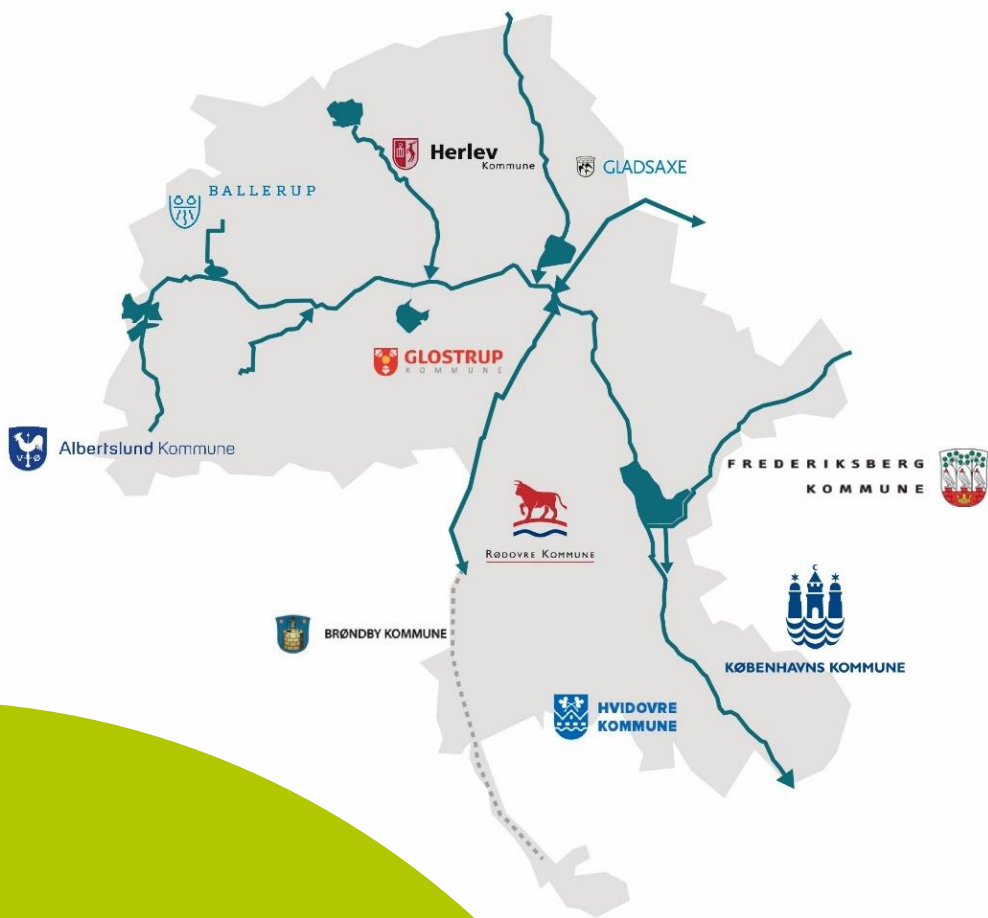 Herlev
Kommune
GLADSAXE
BALLERUP
GLOSTRUP
KOMMUNE
V Ø
Albertslund Kommune
FREDERIKSBERG
KOMMUNE
RØDOVRE KOMMUNE
BRØNDBY KOMMUNE
KØBENHAVNS KOMMUNE
HVIDOVRE
KOMMUNE